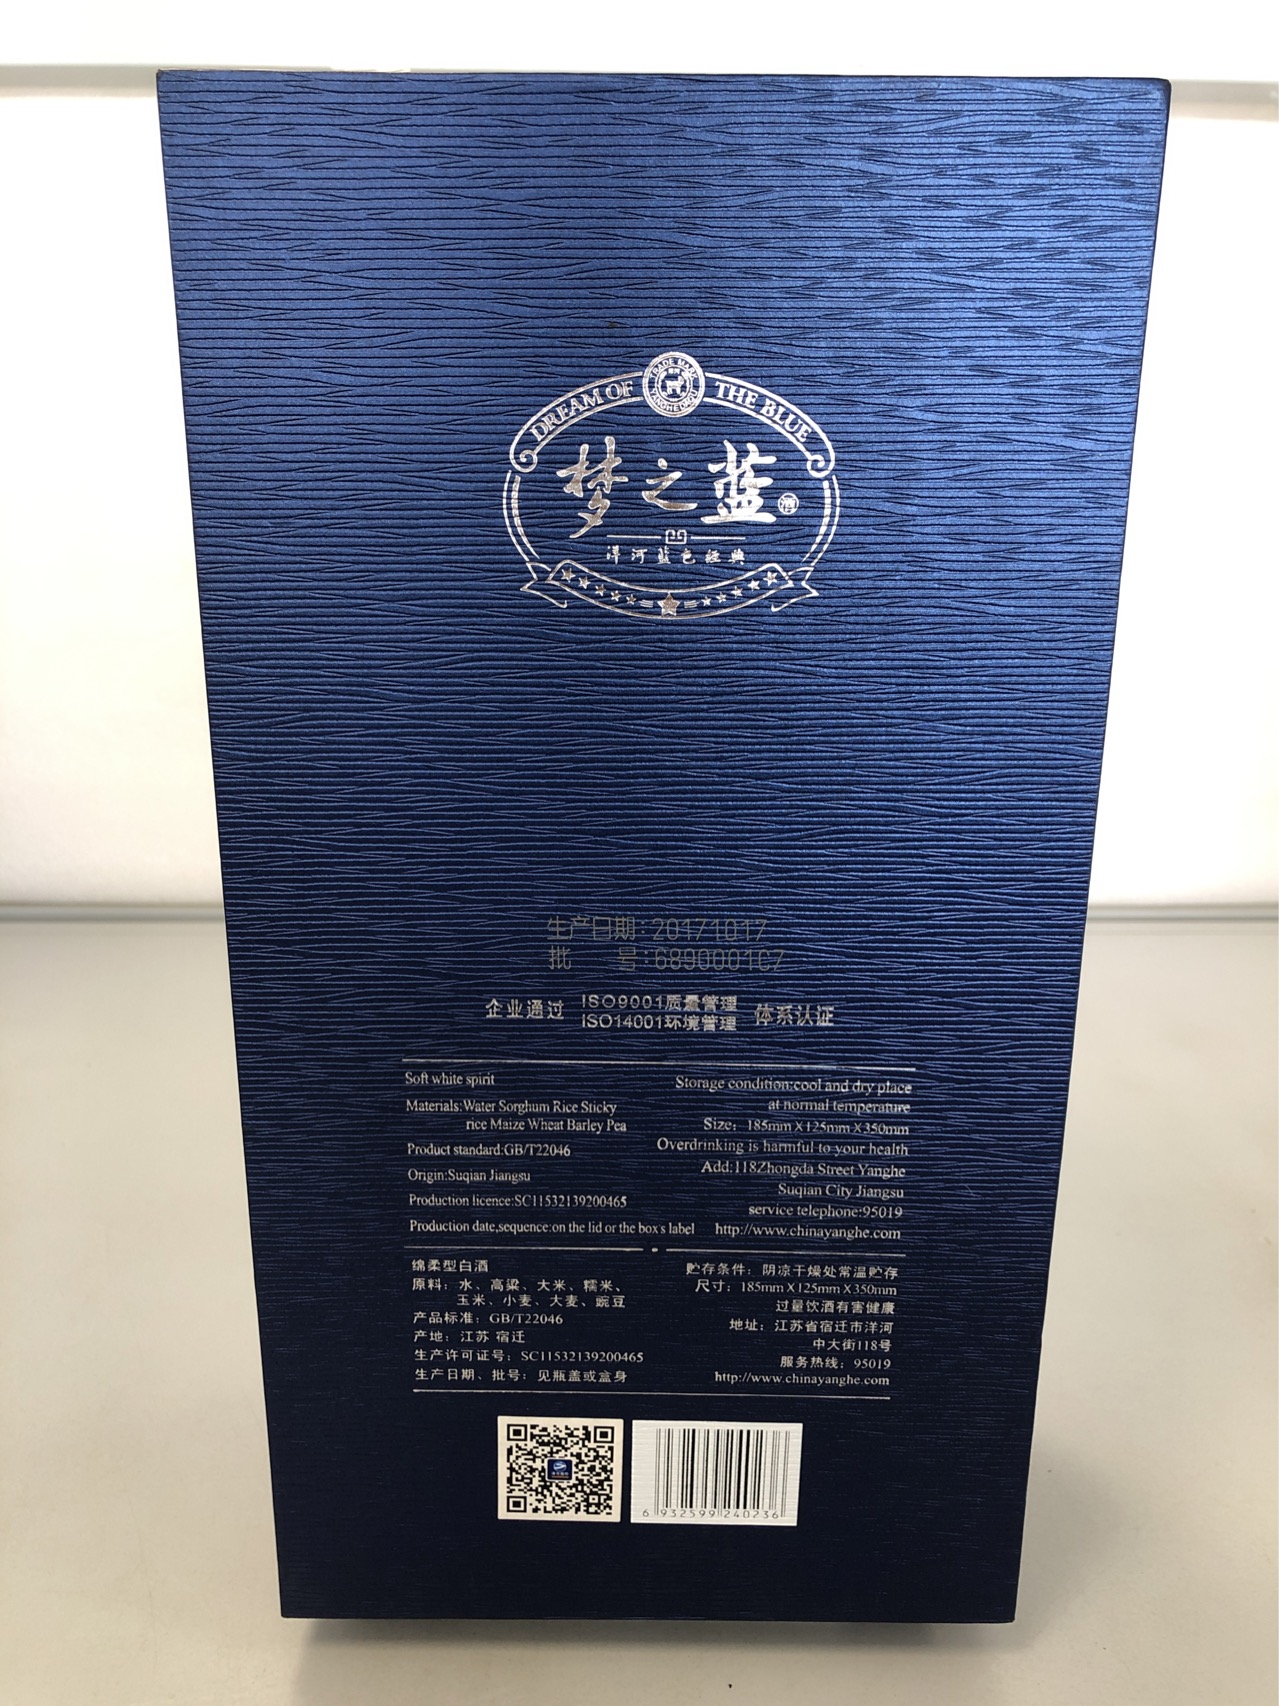 DREAM OF THE BLUE
TRADE MARK
梦之蓝 酒
洋河蓝色经典
生产日期:20171017
批 号:6890001C7
企业通过 ISO9001质量管理 体系认证
ISO14001环境管理
Soft white spirit
Materials:Water Sorghum Rice Sticky
rice Maize Wheat Barley Pea
Product standard:GB/T22046
Origin:Suqian Jiangsu
Production licence:SC11532139200465
Production date,sequence:on the lid or the box's label
Storage condition:cool and dry place
at normal temperature
Size: 185mm X125mm X350mm
Overdrinking is harmful to your health
Add:118Zhongda Street Yanghe
Suqian City Jiangsu
service telephone:95019
http://www.chinayanghe.com
绵柔型白酒
原料：水、高粱、大米、糯米、
玉米、小麦、大麦、豌豆
产品标准：GB/T22046
产地：江苏 宿迁
生产许可证号：SC11532139200465
生产日期、批号：见瓶盖或盒身
贮存条件：阴凉干燥处常温贮存
尺寸：185mm X125mm X350mm
过量饮酒有害健康
地址：江苏省宿迁市洋河
中大街118号
服务热线：95019
http://www.chinayanghe.com
6 932599 240236